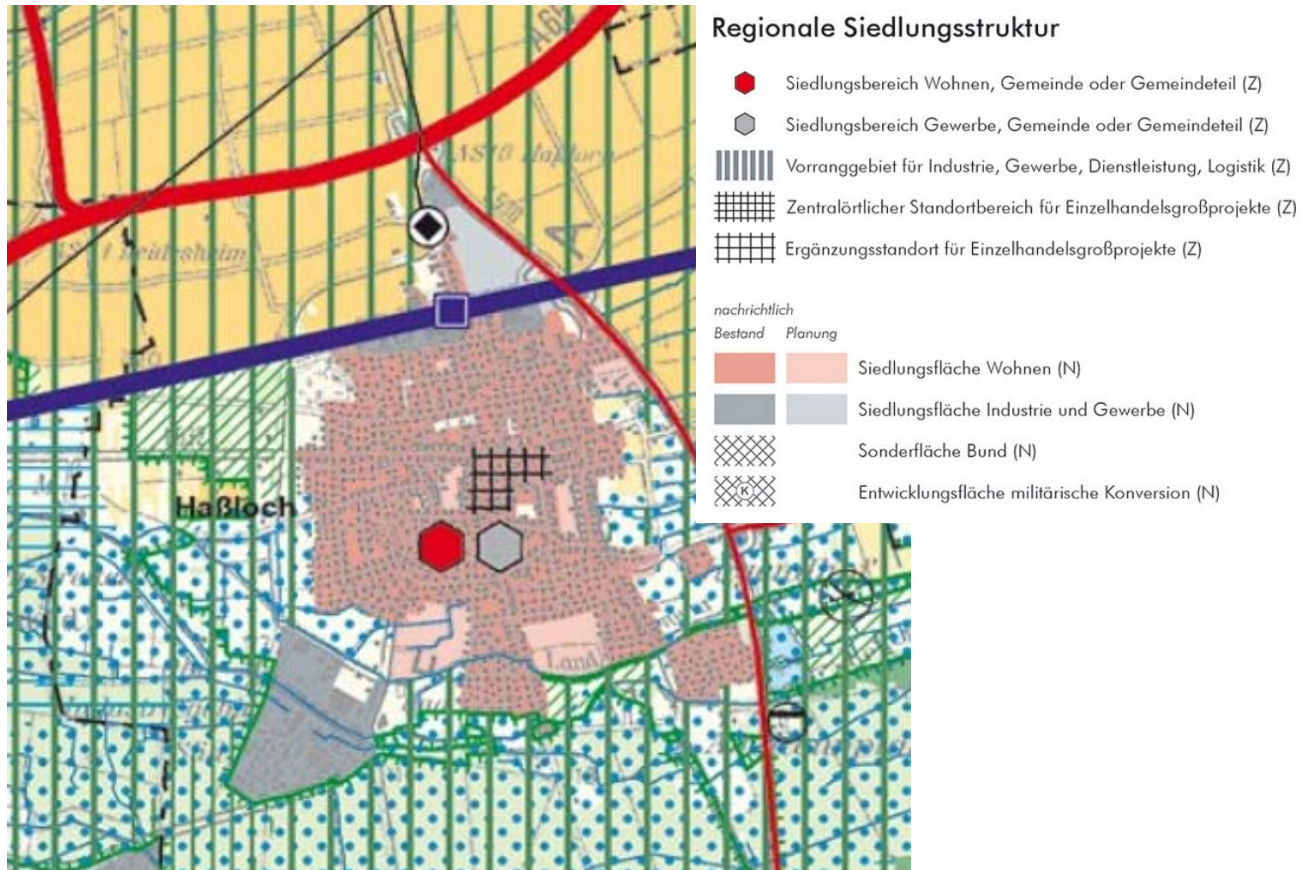 Regionale Siedlungsstruktur
Siedlungsbereich Wohnen, Gemeinde oder Gemeindeteil (Z)
Siedlungsbereich Gewerbe, Gemeinde oder Gemeindeteil (Z)
Vorranggebiet für Industrie, Gewerbe, Dienstleistung, Logistik (Z)
Zentralörtlicher Standortbereich für Einzelhandelsgroßprojekte (Z)
Ergänzungsstandort für Einzelhandelsgroßprojekte (Z)
nachrichtlich
Bestand Planung
Siedlungsfläche Wohnen (N)
Siedlungsfläche Industrie und Gewerbe (N)
Sonderfläche Bund (N)
K
Entwicklungsfläche militärische Konversion (N)
Haßloch
Land